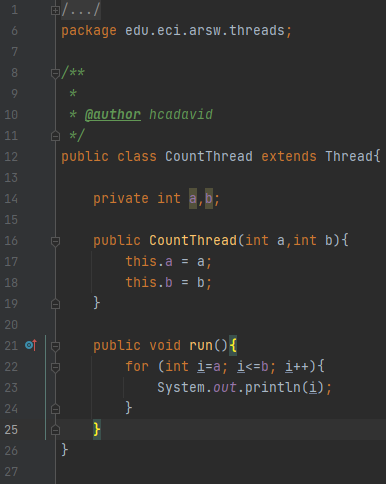 1 /.../
6 package edu.eci.arsw.threads;
7
8 /**
9  *
10  * @author hcadavid
11  */
12 public class CountThread extends Thread{
13
14     private int a,b;
15
16     public CountThread(int a,int b){
17         this.a = a;
18         this.b = b;
19     }
20
21     public void run(){
22         for (int i=a; i<=b; i++){
23             System.out.println(i);
24         }
25     }
26 }
27